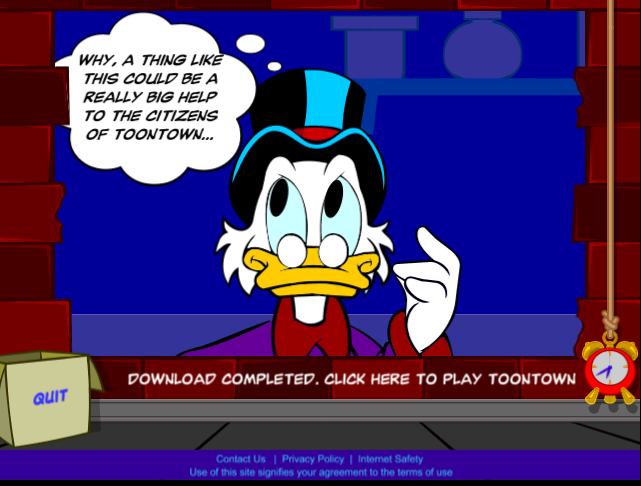 WHY, A THING LIKE
THIS COULD BE A
REALLY BIG HELP
TO THE CITIZENS
OF TOONTOWN...
DOWNLOAD COMPLETED. CLICK HERE TO PLAY TOONTOWN
QUIT
Contact Us | Privacy Policy | Internet Safety
Use of this site signifies your agreement to the terms of use